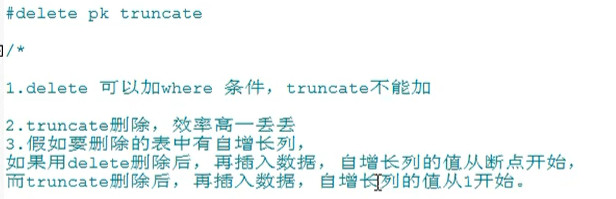 #delete pk truncate
/*
1.delete 可以加where 条件，truncate不能加
2.truncate删除，效率高一丢丢
3.假如要删除的表中有自增长列，
如果用delete删除后，再插入数据，自增长列的值从断点开始，
而truncate删除后，再插入数据，自增长列的值从1开始。